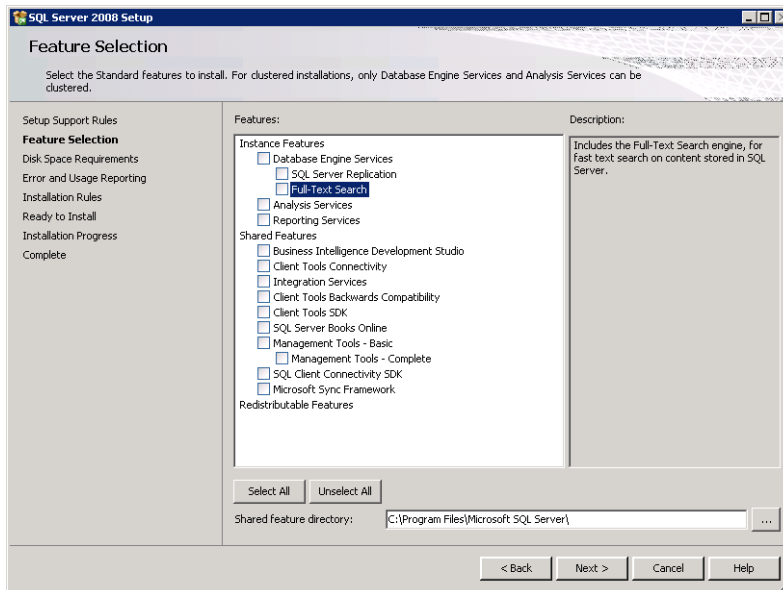 SQL Server 2008 Setup
Feature Selection
Select the Standard features to install. For clustered installations, only Database Engine Services and Analysis Services can be
clustered.
Setup Support Rules
Feature Selection
Disk Space Requirements
Error and Usage Reporting
Installation Rules
Ready to Install
Installation Progress
Complete
Features:
Instance Features
Database Engine Services
SQL Server Replication
Full-Text Search
Analysis Services
Reporting Services
Shared Features
Business Intelligence Development Studio
Client Tools Connectivity
Integration Services
Client Tools Backwards Compatibility
Client Tools SDK
SQL Server Books Online
Management Tools - Basic
Management Tools - Complete
SQL Client Connectivity SDK
Microsoft Sync Framework
Redistributable Features
Description:
Includes the Full-Text Search engine, for
fast text search on content stored in SQL
Server.
Select All
Unselect All
Shared feature directory:
C:\Program Files\Microsoft SQL Server\
...
< Back
Next >
Cancel
Help